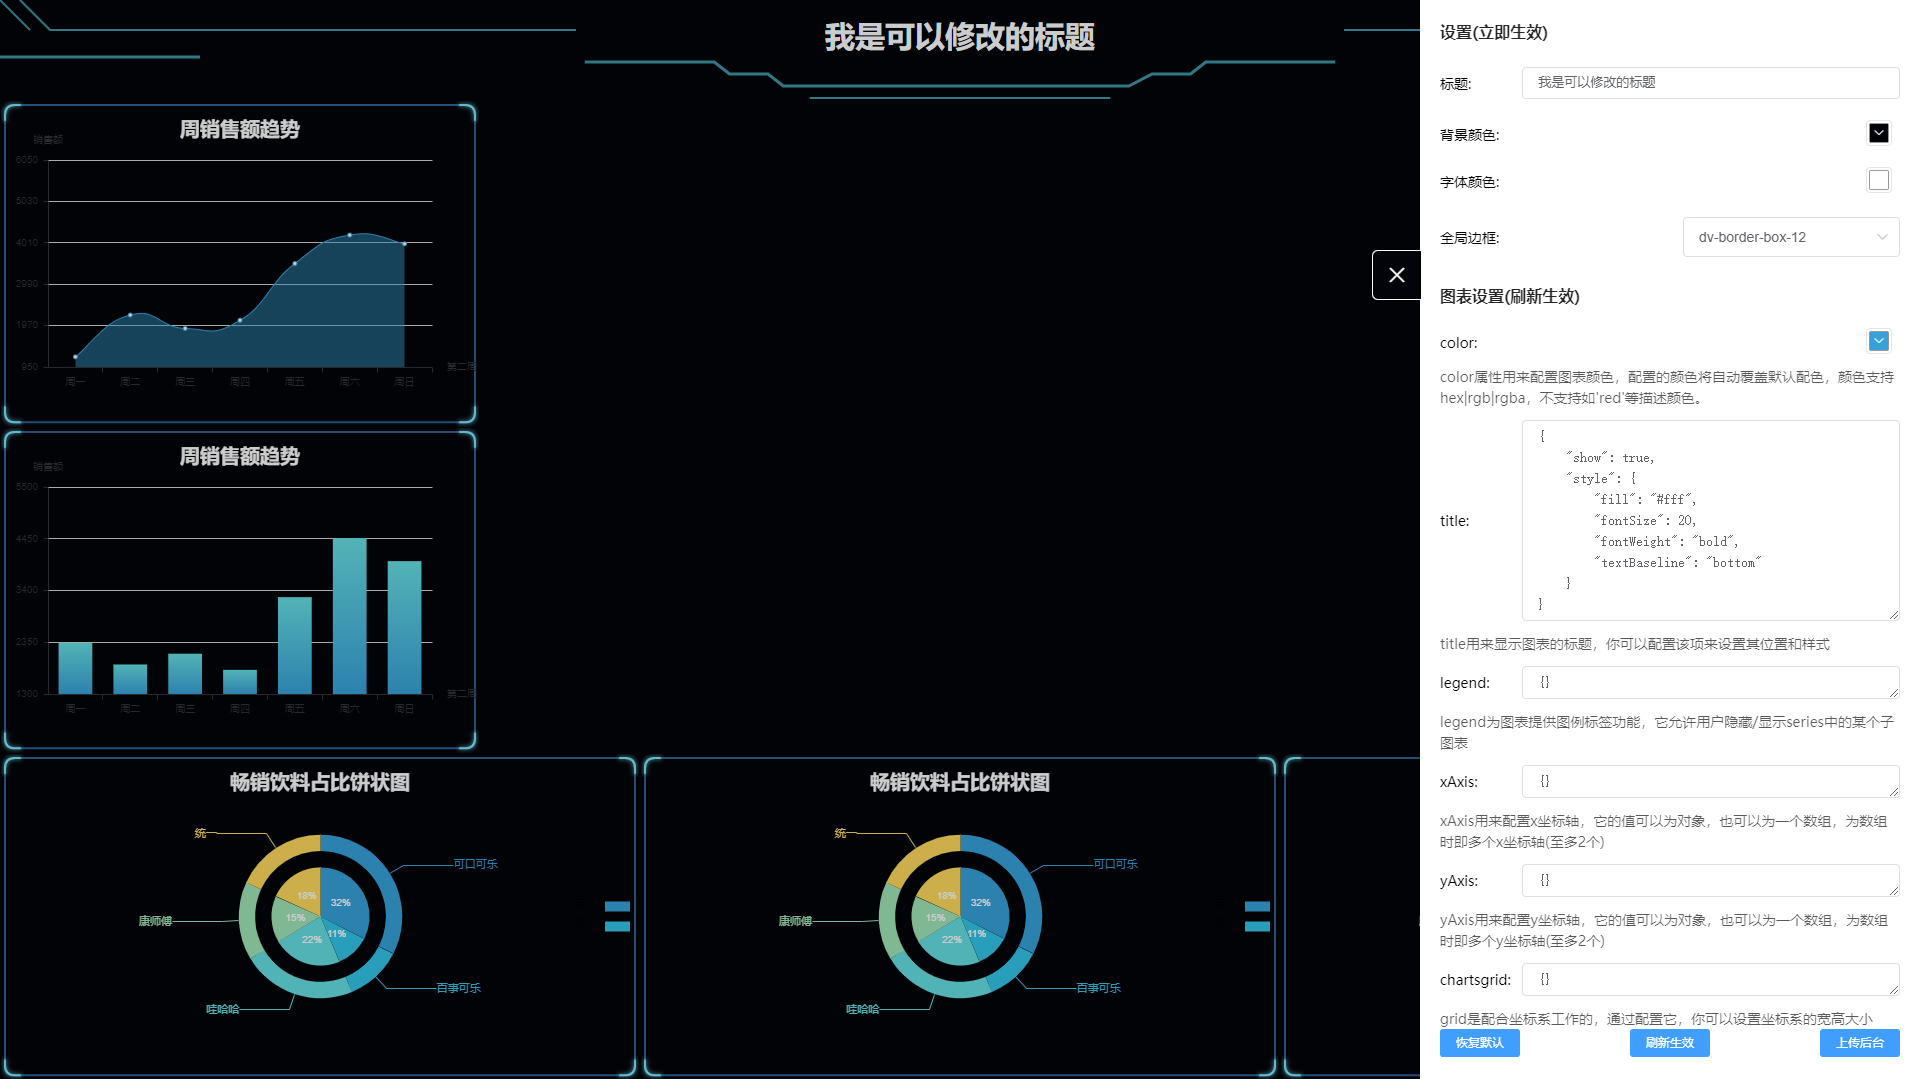 我是可以修改的标题
周销售额趋势
销售额
6050
5030
4010
2990
1970
950
周一 周二 周三 周四 周五 周六 周日
第二周
周销售额趋势
销售额
5500
4450
3400
2350
1300
周一 周二 周三 周四 周五 周六 周日
第二周
畅销饮料占比饼状图
统一
可口可乐
康师傅
百事可乐
哇哈哈
18%
32%
15%
22%
11%
畅销饮料占比饼状图
统一
可口可乐
康师傅
百事可乐
哇哈哈
18%
32%
15%
22%
11%
设置(立即生效)
标题: 我是可以修改的标题
背景颜色:
字体颜色:
全局边框: dv-border-box-12
图表设置(刷新生效)
color:
color属性用来配置图表颜色，配置的颜色将自动覆盖默认配色，颜色支持
hex|rgb|rgba，不支持如'red'等描述颜色。
title:
{
"show": true,
"style": {
"fill": "#fff",
"fontSize": 20,
"fontWeight": "bold",
"textBaseline": "bottom"
}
}
title用来显示图表的标题，你可以配置该项来设置其位置和样式
legend: {}
legend为图表提供图例标签功能，它允许用户隐藏/显示series中的某个子
图表
xAxis: {}
xAxis用来配置x坐标轴，它的值可以为对象，也可以为一个数组，为数组
时即多个x坐标轴(至多2个)
yAxis: {}
yAxis用来配置y坐标轴，它的值可以为对象，也可以为一个数组，为数组
时即多个y坐标轴(至多2个)
chartsgrid: {}
grid是配合坐标系工作的，通过配置它，你可以设置坐标系的宽高大小
恢复默认 刷新生效 上传后台